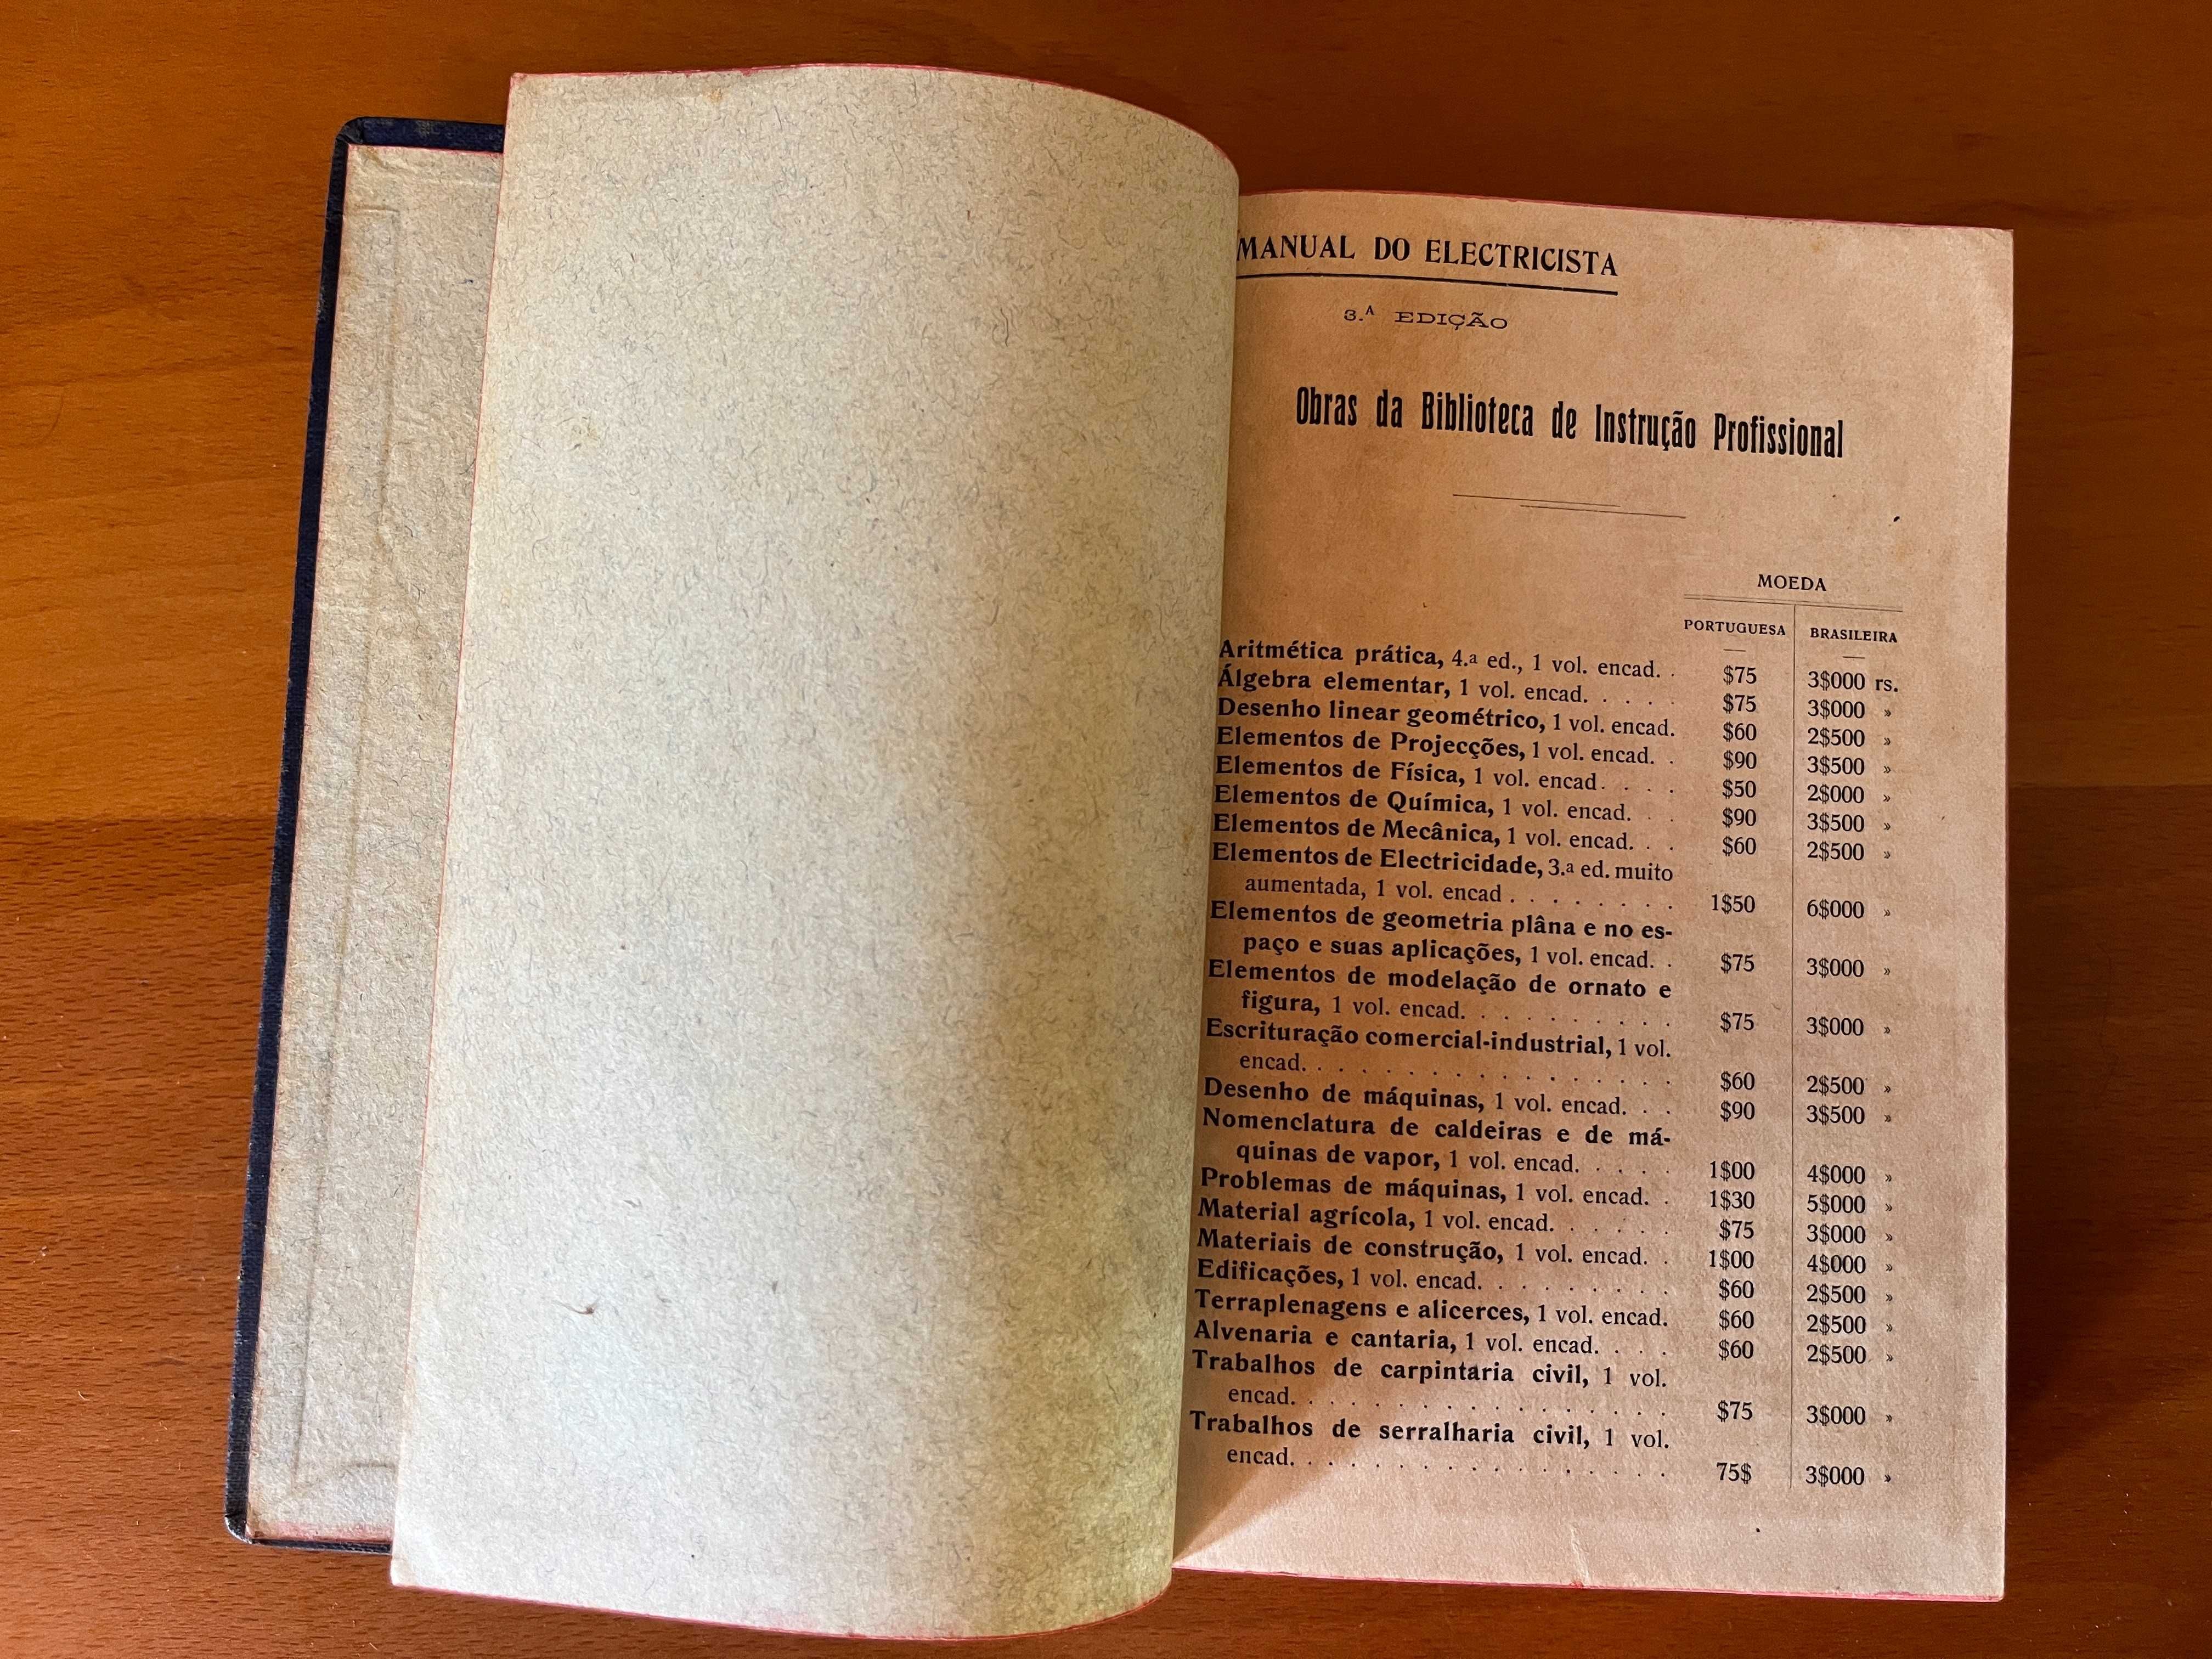 MANUAL DO ELECTRICISTA
3.ª EDIÇÃO
Obras da Biblioteca de Instrução Profissional
MOEDA
PORTUGUESA BRASILEIRA
Aritmética prática, 4.ª ed., 1 vol. encad. . $75 3$000 rs.
Álgebra elementar, 1 vol. encad. . . . . $75 3$000 »
Desenho linear geométrico, 1 vol. encad. $60 2$500 »
Elementos de Projecções, 1 vol. encad. . $90 3$500 »
Elementos de Física, 1 vol. encad. . . . $50 2$000 »
Elementos de Química, 1 vol. encad. . . $90 3$500 »
Elementos de Mecânica, 1 vol. encad. . . $60 2$500 »
Elementos de Electricidade, 3.ª ed. muito
aumentada, 1 vol. encad . . . . . . . . 1$50 6$000 »
Elementos de geometria plâna e no es-
paço e suas aplicações, 1 vol. encad. . $75 3$000 »
Elementos de modelação de ornato e
figura, 1 vol. encad. . . . . . . . . . $75 3$000 »
Escrituração comercial-industrial, 1 vol.
encad. . . . . . . . . . . . . . . . . . $60 2$500 »
Desenho de máquinas, 1 vol. encad. . . $90 3$500 »
Nomenclatura de caldeiras e de má-
quinas de vapor, 1 vol. encad. . . . . 1$00 4$000 »
Problemas de máquinas, 1 vol. encad. . 1$30 5$000 »
Material agrícola, 1 vol. encad. . . . . . $75 3$000 »
Materiais de construção, 1 vol. encad. . 1$00 4$000 »
Edificações, 1 vol. encad. . . . . . . . . $60 2$500 »
Terraplenagens e alicerces, 1 vol. encad. $60 2$500 »
Alvenaria e cantaria, 1 vol. encad. . . . $60 2$500 »
Trabalhos de carpintaria civil, 1 vol.
encad. . . . . . . . . . . . . . . . . . $75 3$000 »
Trabalhos de serralharia civil, 1 vol.
encad. . . . . . . . . . . . . . . . . . 75$ 3$000 »